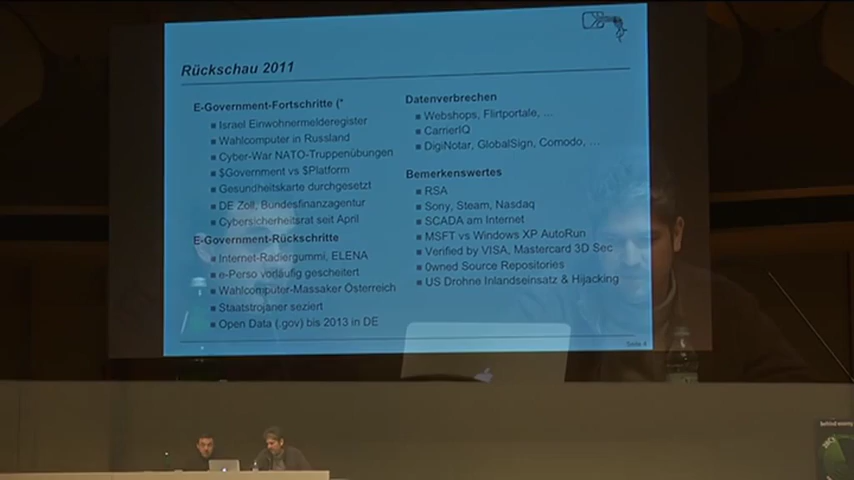 Rückschau 2011
E-Government-Fortschritte (*
Israel Einwohnermelderegister
Wahlcomputer in Russland
Cyber-War NATO-Truppenübungen
$Government vs $Platform
Gesundheitskarte durchgesetzt
DE Zoll, Bundesfinanzagentur
Cybersicherheitsrat seit April
E-Government-Rückschritte
Internet-Radiergummi, ELENA
e-Perso vorläufig gescheitert
Wahlcomputer-Massaker Österreich
Staatstrojaner seziert
Open Data (.gov) bis 2013 in DE
Datenverbrechen
Webshops, Flirtportale, ...
CarrierIQ
DigiNotar, GlobalSign, Comodo, ...
Bemerkenswertes
RSA
Sony, Steam, Nasdaq
SCADA am Internet
MSFT vs Windows XP AutoRun
Verified by VISA, Mastercard 3D Sec
0wned Source Repositories
US Drohne Inlandseinsatz & Hijacking
Seite 4
behind enemy